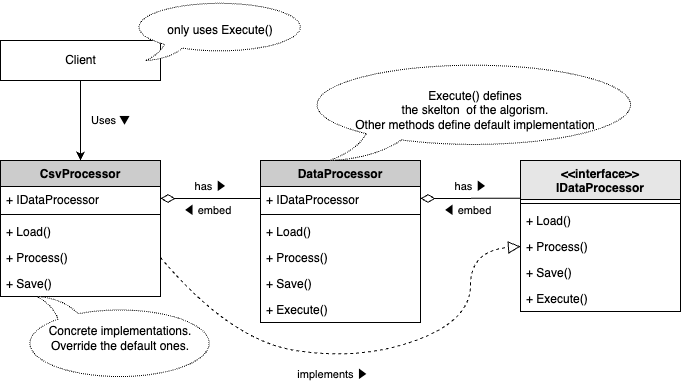 only uses Execute()
Client
Execute() defines
the skelton of the algorism.
Other methods define default implementation
Uses ▼
CsvProcessor
+ IDataProcessor
+ Load()
+ Process()
+ Save()
has ▶
◀ embed
DataProcessor
+ IDataProcessor
+ Load()
+ Process()
+ Save()
+ Execute()
has ▶
◀ embed
<<interface>>
IDataProcessor
+ Load()
+ Process()
+ Save()
+ Execute()
Concrete implementations.
Override the default ones.
implements ▶